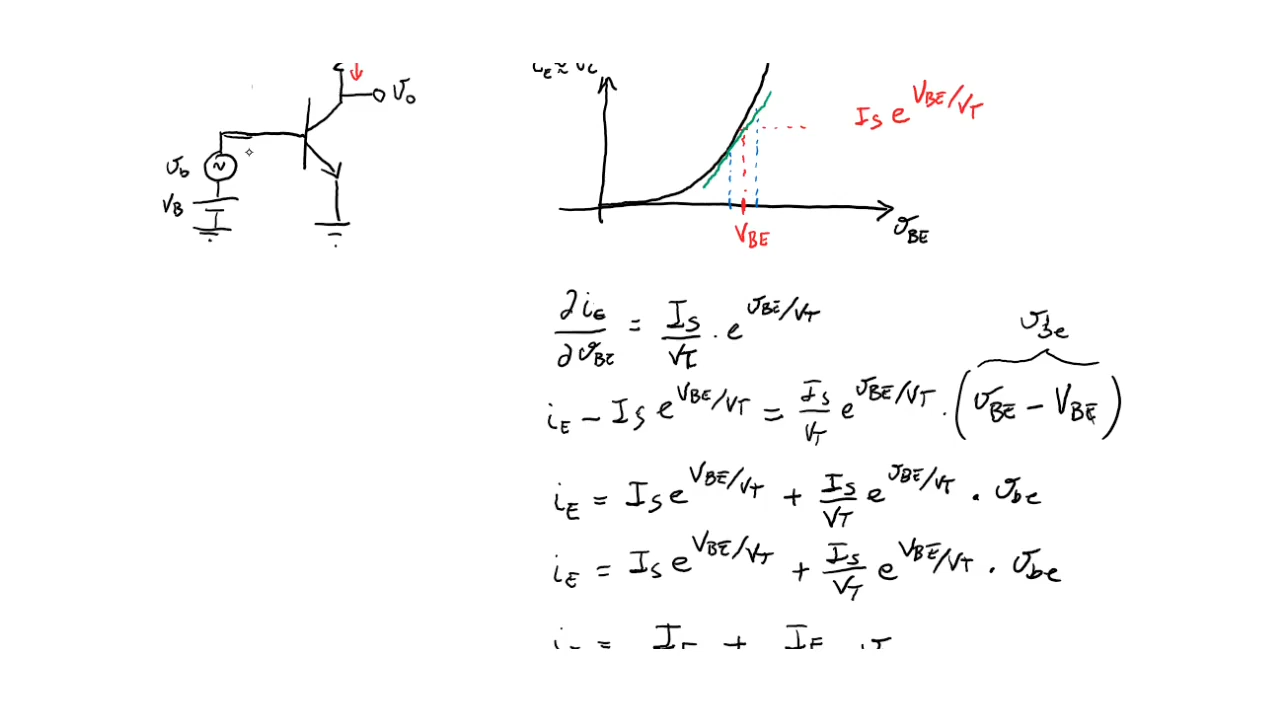 v_o
v_b
V_B
i_E ≈ v_c
I_S e^{V_BE/V_T}
V_BE
v_BE
∂i_E/∂v_BE = I_S/V_T · e^{v_BE/V_T}
v_be
i_E − I_S e^{V_BE/V_T} = I_S/V_T e^{v_BE/V_T} · (v_BE − V_BE)
i_E = I_S e^{V_BE/V_T} + I_S/V_T e^{v_BE/V_T} · v_be
i_E = I_S e^{V_BE/V_T} + I_S/V_T e^{V_BE/V_T} · v_be